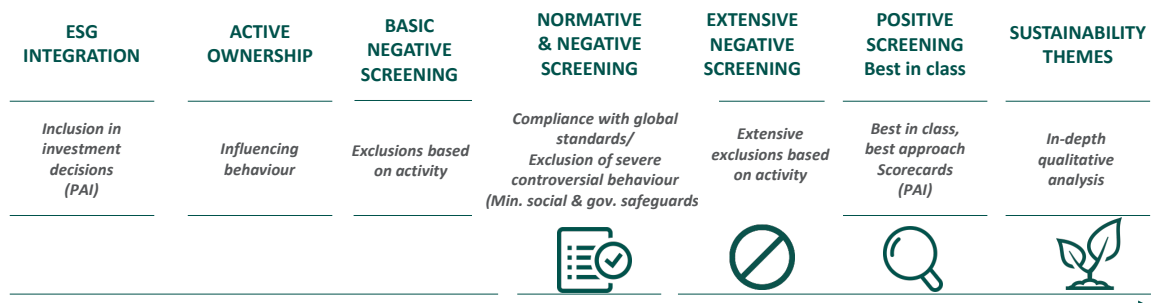 ESG
INTEGRATION
ACTIVE
OWNERSHIP
BASIC
NEGATIVE
SCREENING
NORMATIVE
& NEGATIVE
SCREENING
EXTENSIVE
NEGATIVE
SCREENING
POSITIVE
SCREENING
Best in class
SUSTAINABILITY
THEMES
Inclusion in
investment
decisions
(PAI)
Influencing
behaviour
Exclusions based
on activity
Compliance with global
standards/
Exclusion of severe
controversial behaviour
(Min. social & gov. safeguards
Extensive
exclusions based
on activity
Best in class,
best approach
Scorecards
(PAI)
In-depth
qualitative
analysis